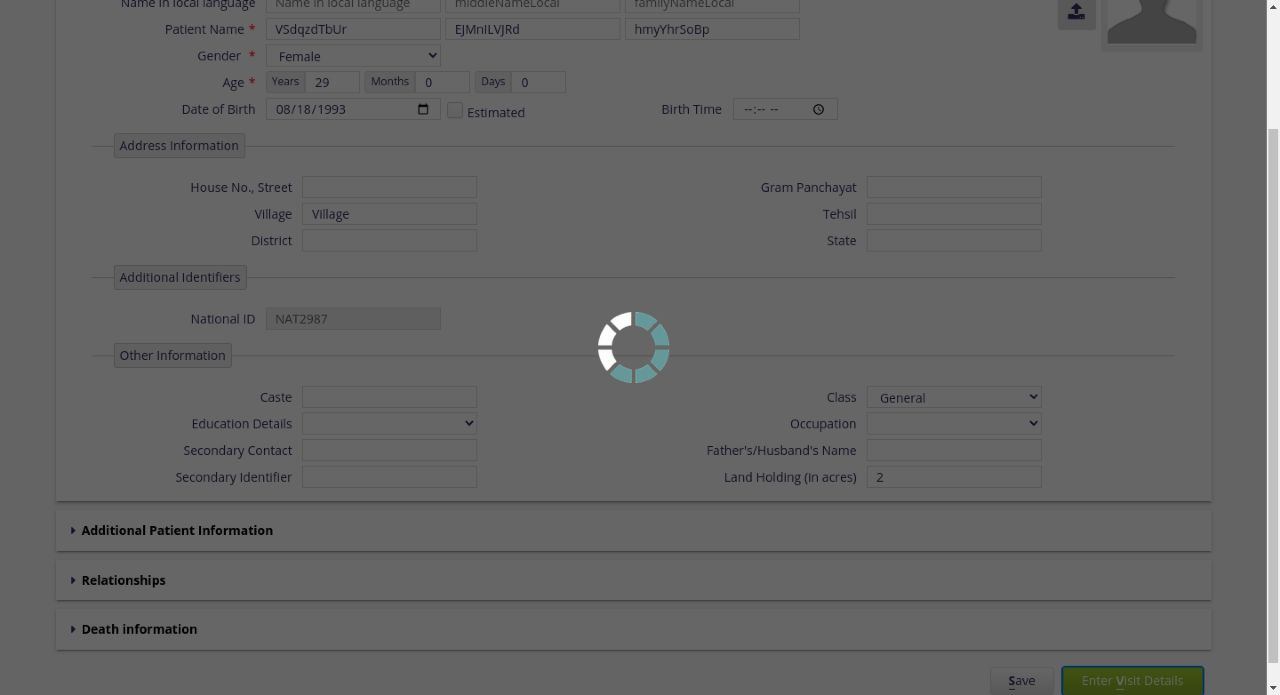 Name in local language Name in local language middleNameLocal familyNameLocal
Patient Name * VSdqzdTbUr EJMnILVJRd hmyYhrSoBp
Gender * Female
Age * Years 29 Months 0 Days 0
Date of Birth 08/18/1993 Estimated Birth Time --:-- --
Address Information
House No., Street Gram Panchayat
Village Village Tehsil
District State
Additional Identifiers
National ID NAT2987
Other Information
Caste Class General
Education Details Occupation
Secondary Contact Father's/Husband's Name
Secondary Identifier Land Holding (in acres) 2
Additional Patient Information
Relationships
Death information
Save Enter Visit Details